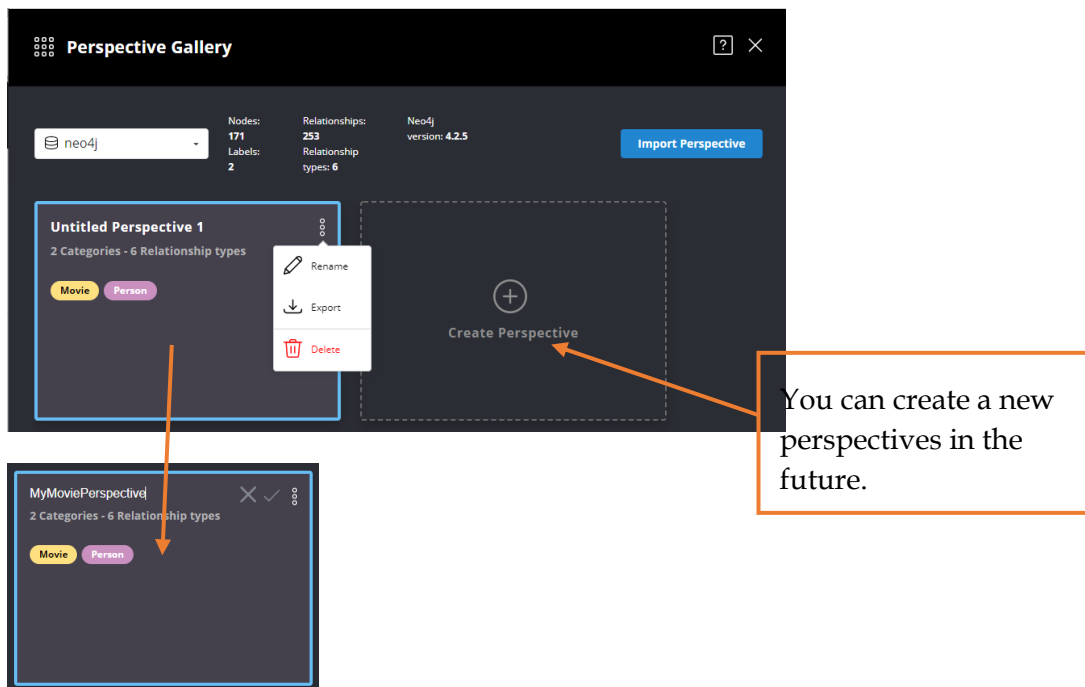 Perspective Gallery
?
neo4j
Nodes:
171
Labels:
2
Relationships:
253
Relationship
types: 6
Neo4j
version: 4.2.5
Import Perspective
Untitled Perspective 1
2 Categories - 6 Relationship types
Movie Person
Rename
Export
Delete
Create Perspective
You can create a new
perspectives in the
future.
MyMoviePerspective
2 Categories - 6 Relationship types
Movie Person